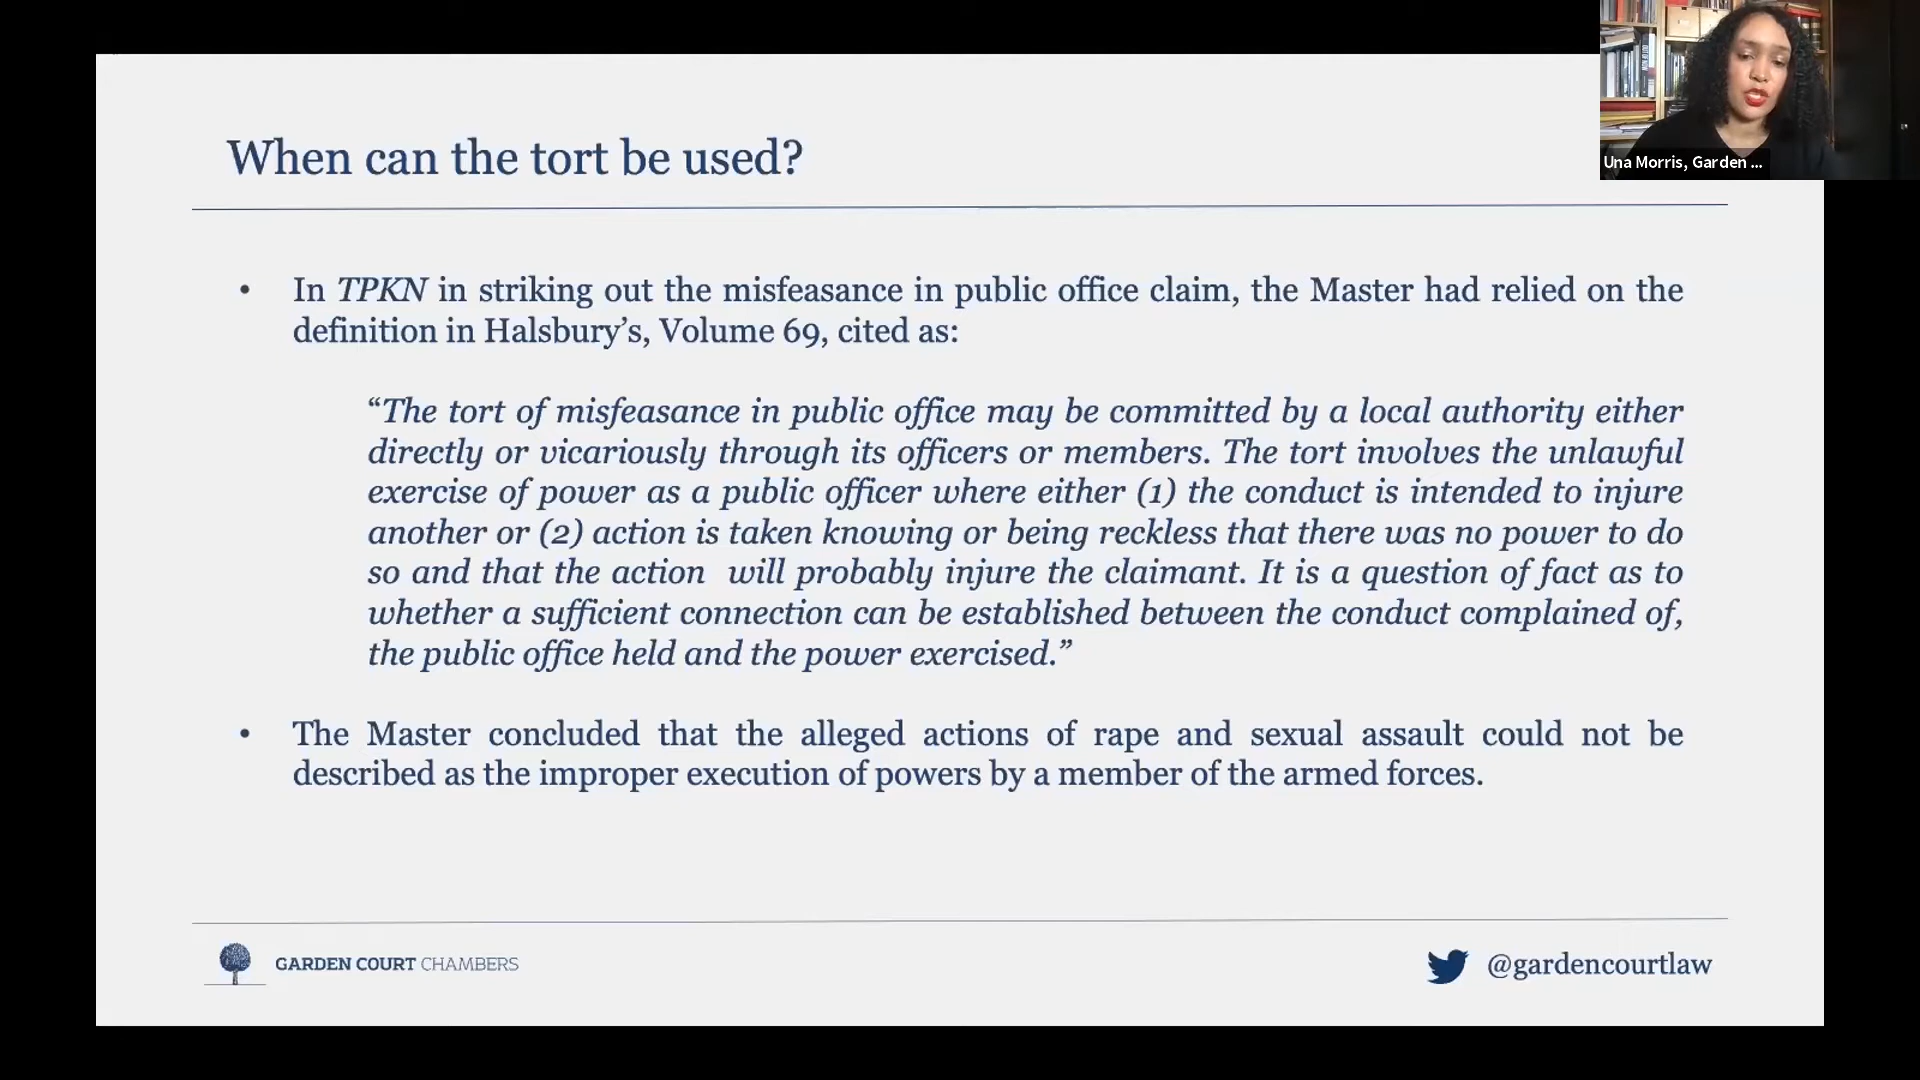 Una Morris, Garden ...
When can the tort be used?
• In TPKN in striking out the misfeasance in public office claim, the Master had relied on the
definition in Halsbury’s, Volume 69, cited as:
“The tort of misfeasance in public office may be committed by a local authority either
directly or vicariously through its officers or members. The tort involves the unlawful
exercise of power as a public officer where either (1) the conduct is intended to injure
another or (2) action is taken knowing or being reckless that there was no power to do
so and that the action will probably injure the claimant. It is a question of fact as to
whether a sufficient connection can be established between the conduct complained of,
the public office held and the power exercised.”
• The Master concluded that the alleged actions of rape and sexual assault could not be
described as the improper execution of powers by a member of the armed forces.
GARDEN COURT CHAMBERS
@gardencourtlaw